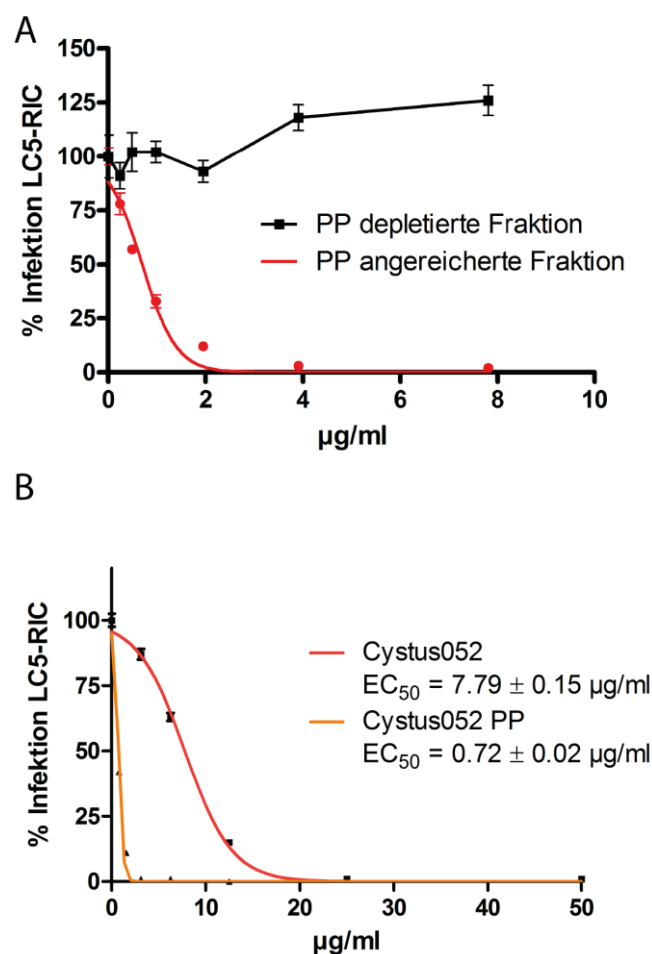 A
150
125
100
75
50
25
0
% Infektion LC5-RIC
PP depletierte Fraktion
PP angereicherte Fraktion
0 2 4 6 8 10
µg/ml
B
100
75
50
25
0
% Infektion LC5-RIC
Cystus052
EC₅₀ = 7.79 ± 0.15 µg/ml
Cystus052 PP
EC₅₀ = 0.72 ± 0.02 µg/ml
0 10 20 30 40 50
µg/ml